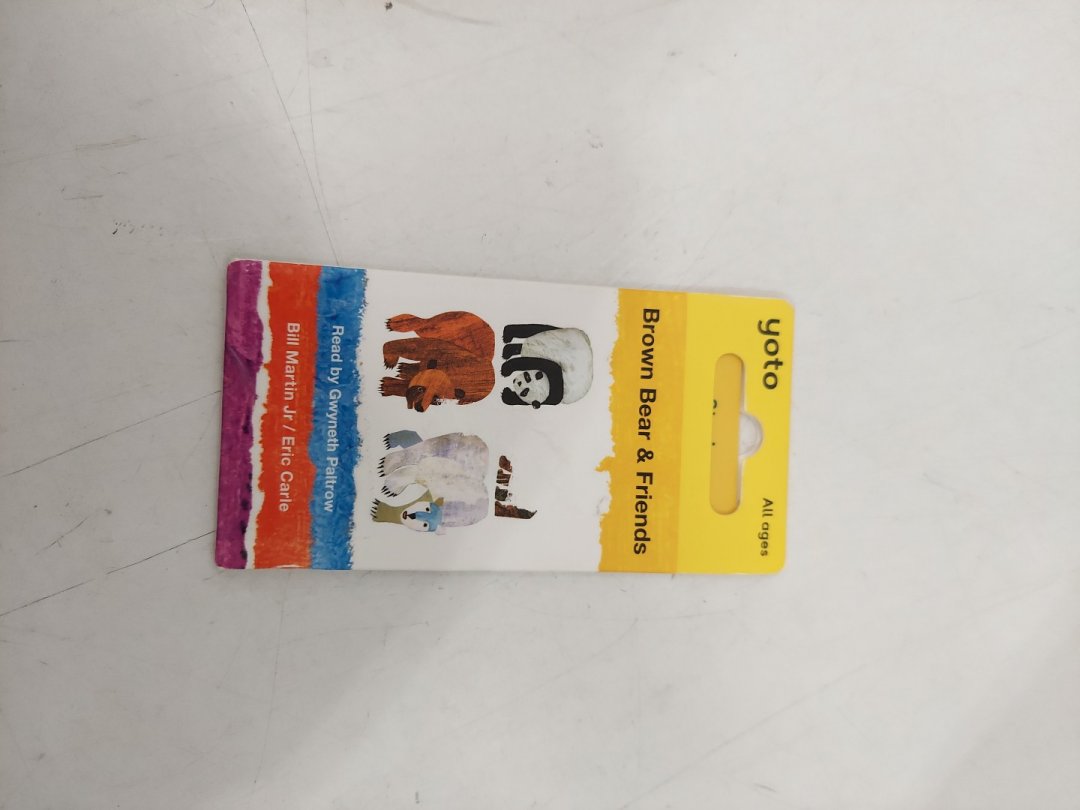 yoto
All ages
Brown Bear & Friends
Read by Gwyneth Paltrow
Bill Martin Jr / Eric Carle